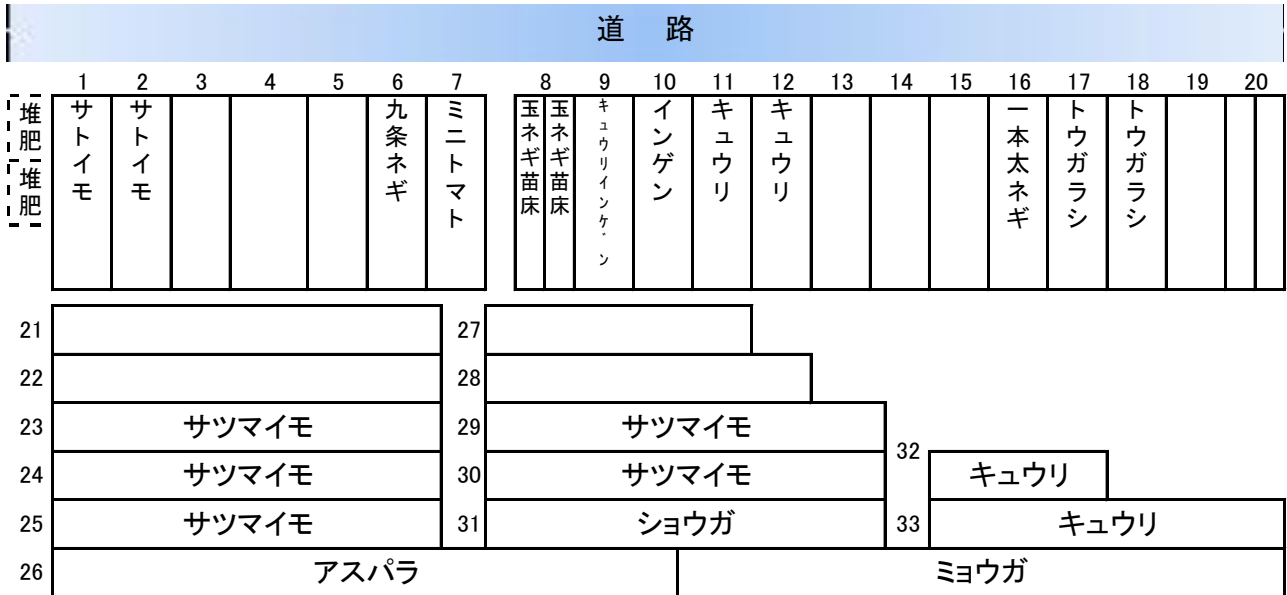 道 路
1 2 3 4 5 6 7 8 9 10 11 12 13 14 15 16 17 18 19 20
堆肥
堆肥
サトイモ
サトイモ
九条ネギ
ミニトマト
玉ネギ苗床
玉ネギ苗床
キュウリインゲン
インゲン
キュウリ
キュウリ
一本太ネギ
トウガラシ
トウガラシ
21 27
22 28
23 サツマイモ 29 サツマイモ
32
24 サツマイモ 30 サツマイモ キュウリ
25 サツマイモ 31 ショウガ 33 キュウリ
26 アスパラ ミョウガ